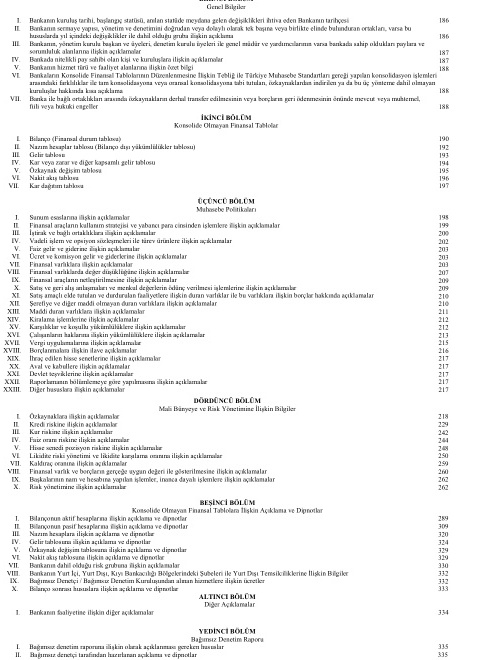 Genel Bilgiler
I. Bankanın kuruluş tarihi, başlangıç statüsü, anılan statüde meydana gelen değişiklikleri ihtiva eden Bankanın tarihçesi 186
II. Bankanın sermaye yapısı, yönetim ve denetimini doğrudan veya dolaylı olarak tek başına veya birlikte elinde bulunduran ortakları, varsa bu
hususlarda yıl içindeki değişiklikler ile dahil olduğu gruba ilişkin açıklama 186
III. Bankanın, yönetim kurulu başkan ve üyeleri, denetim kurulu üyeleri ile genel müdür ve yardımcılarının varsa bankada sahip oldukları paylara ve
sorumluluk alanlarına ilişkin açıklamalar 187
IV. Bankada nitelikli pay sahibi olan kişi ve kuruluşlara ilişkin açıklamalar 187
V. Bankanın hizmet türü ve faaliyet alanlarına ilişkin özet bilgi 188
VI. Bankaların Konsolide Finansal Tablolarının Düzenlenmesine İlişkin Tebliğ ile Türkiye Muhasebe Standartları gereği yapılan konsolidasyon işlemleri
arasındaki farklılıklar ile tam konsolidasyona veya oransal konsolidasyona tabi tutulan, özkaynaklardan indirilen ya da bu üç yönteme dahil olmayan
kuruluşlar hakkında kısa açıklama 188
VII. Banka ile bağlı ortaklıkları arasında özkaynakların derhal transfer edilmesinin veya borçların geri ödenmesinin önünde mevcut veya muhtemel,
fiili veya hukuki engeller 188
İKİNCİ BÖLÜM
Konsolide Olmayan Finansal Tablolar
I. Bilanço (Finansal durum tablosu) 190
II. Nazım hesaplar tablosu (Bilanço dışı yükümlülükler tablosu) 192
III. Gelir tablosu 193
IV. Kar veya zarar ve diğer kapsamlı gelir tablosu 194
V. Özkaynak değişim tablosu 195
VI. Nakit akış tablosu 196
VII. Kar dağıtım tablosu 197
ÜÇÜNCÜ BÖLÜM
Muhasebe Politikaları
I. Sunum esaslarına ilişkin açıklamalar 198
II. Finansal araçların kullanım stratejisi ve yabancı para cinsinden işlemlere ilişkin açıklamalar 199
III. İştirak ve bağlı ortaklıklara ilişkin açıklamalar 200
IV. Vadeli işlem ve opsiyon sözleşmeleri ile türev ürünlere ilişkin açıklamalar 202
V. Faiz gelir ve giderine ilişkin açıklamalar 203
VI. Ücret ve komisyon gelir ve giderlerine ilişkin açıklamalar 203
VII. Finansal varlıklara ilişkin açıklamalar 203
VIII. Finansal varlıklarda değer düşüklüğüne ilişkin açıklamalar 207
IX. Finansal araçların netleştirilmesine ilişkin açıklamalar 209
X. Satış ve geri alış anlaşmaları ve menkul değerlerin ödünç verilmesi işlemlerine ilişkin açıklamalar 209
XI. Satış amaçlı elde tutulan ve durdurulan faaliyetlere ilişkin duran varlıklar ile bu varlıklara ilişkin borçlar hakkında açıklamalar 210
XII. Şerefiye ve diğer maddi olmayan duran varlıklara ilişkin açıklamalar 210
XIII. Maddi duran varlıklara ilişkin açıklamalar 211
XIV. Kiralama işlemlerine ilişkin açıklamalar 212
XV. Karşılıklar ve koşullu yükümlülüklere ilişkin açıklamalar 212
XVI. Çalışanların haklarına ilişkin yükümlülüklere ilişkin açıklamalar 213
XVII. Vergi uygulamalarına ilişkin açıklamalar 215
XVIII. Borçlanmalara ilişkin ilave açıklamalar 216
XIX. İhraç edilen hisse senetlerine ilişkin açıklamalar 217
XX. Aval ve kabullere ilişkin açıklamalar 217
XXI. Devlet teşviklerine ilişkin açıklamalar 217
XXII. Raporlamanın bölümlemeye göre yapılmasına ilişkin açıklamalar 217
XXIII. Diğer hususlara ilişkin açıklamalar 217
DÖRDÜNCÜ BÖLÜM
Mali Bünyeye ve Risk Yönetimine İlişkin Bilgiler
I. Özkaynaklara ilişkin açıklamalar 218
II. Kredi riskine ilişkin açıklamalar 229
III. Kur riskine ilişkin açıklamalar 242
IV. Faiz oranı riskine ilişkin açıklamalar 244
V. Hisse senedi pozisyon riskine ilişkin açıklamalar 248
VI. Likidite riski yönetimi ve likidite karşılama oranına ilişkin açıklamalar 250
VII. Kaldıraç oranına ilişkin açıklamalar 259
VIII. Finansal varlık ve borçların gerçeğe uygun değeri ile gösterilmesine ilişkin açıklamalar 260
IX. Başkalarının nam ve hesabına yapılan işlemler, inanca dayalı işlemlere ilişkin açıklamalar 262
X. Risk yönetimine ilişkin açıklamalar 262
BEŞİNCİ BÖLÜM
Konsolide Olmayan Finansal Tablolara İlişkin Açıklama ve Dipnotlar
I. Bilançonun aktif hesaplarına ilişkin açıklama ve dipnotlar 289
II. Bilançonun pasif hesaplarına ilişkin açıklama ve dipnotlar 309
III. Nazım hesaplara ilişkin açıklama ve dipnotlar 320
IV. Gelir tablosuna ilişkin açıklama ve dipnotlar 324
V. Özkaynak değişim tablosuna ilişkin açıklama ve dipnotlar 329
VI. Nakit akış tablosuna ilişkin açıklama ve dipnotlar 329
VII. Bankanın dahil olduğu risk grubuna ilişkin açıklamalar 330
VIII. Bankanın Yurt İçi, Yurt Dışı, Kıyı Bankacılığı Bölgelerindeki Şubeleri ile Yurt Dışı Temsilciliklerine İlişkin Bilgiler 332
IX. Bağımsız Denetçi / Bağımsız Denetim Kuruluşundan alınan hizmetlere ilişkin ücretler 332
X. Bilanço sonrası hususlara ilişkin açıklama ve dipnotlar 333
ALTINCI BÖLÜM
Diğer Açıklamalar
I. Bankanın faaliyetine ilişkin diğer açıklamalar 334
YEDİNCİ BÖLÜM
Bağımsız Denetim Raporu
I. Bağımsız denetim raporuna ilişkin olarak açıklanması gereken hususlar 335
II. Bağımsız denetçi tarafından hazırlanan açıklama ve dipnotlar 335